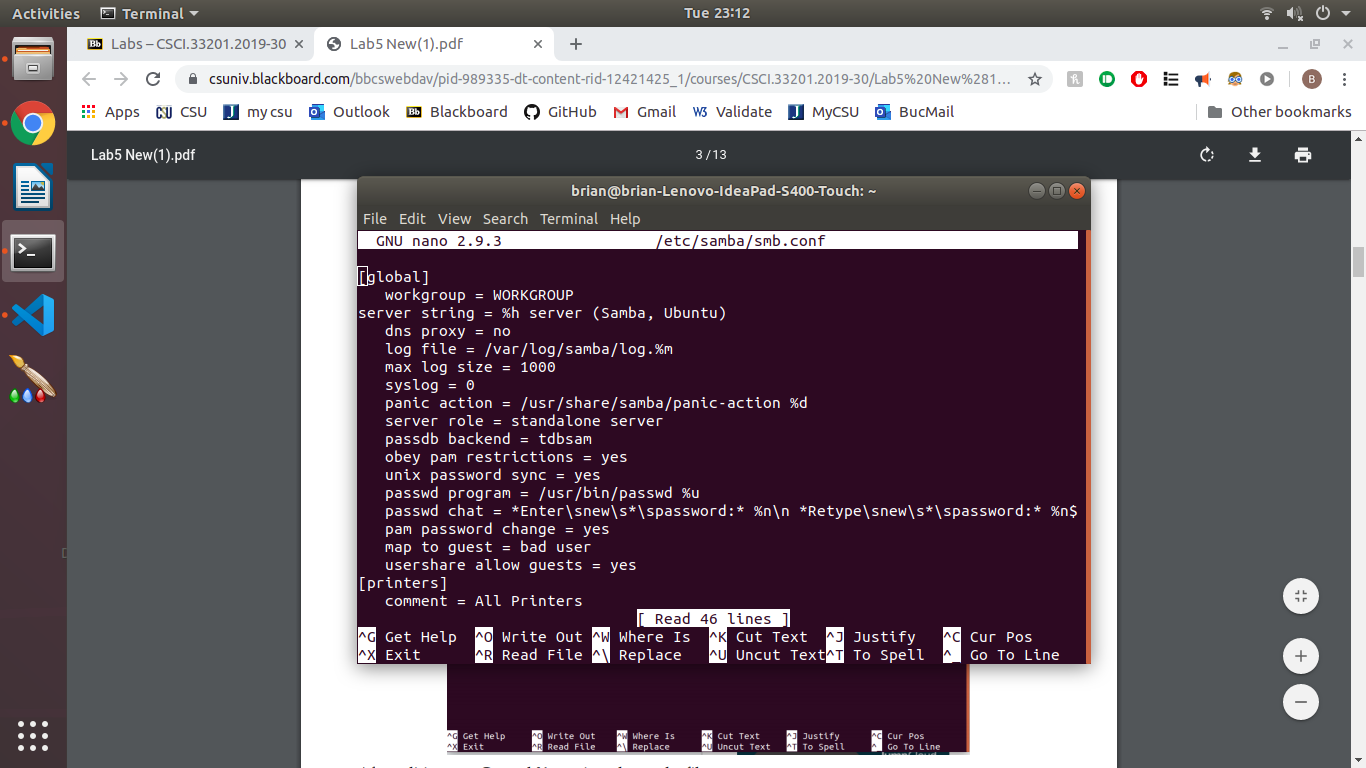 Activities Terminal Tue 23:12
Labs – CSCI.33201.2019-30 Lab5 New(1).pdf
csuniv.blackboard.com/bbcswebdav/pid-989335-dt-content-rid-12421425_1/courses/CSCI.33201.2019-30/Lab5%20New%281... B
Apps CSU my csu Outlook Blackboard GitHub Gmail Validate MyCSU BucMail Other bookmarks
Lab5 New(1).pdf 3 / 13
brian@brian-Lenovo-IdeaPad-S400-Touch: ~
File Edit View Search Terminal Help
GNU nano 2.9.3 /etc/samba/smb.conf
[global]
workgroup = WORKGROUP
server string = %h server (Samba, Ubuntu)
dns proxy = no
log file = /var/log/samba/log.%m
max log size = 1000
syslog = 0
panic action = /usr/share/samba/panic-action %d
server role = standalone server
passdb backend = tdbsam
obey pam restrictions = yes
unix password sync = yes
passwd program = /usr/bin/passwd %u
passwd chat = *Enter\snew\s*\spassword:* %n\n *Retype\snew\s*\spassword:* %n$
pam password change = yes
map to guest = bad user
usershare allow guests = yes
[printers]
comment = All Printers
[ Read 46 lines ]
^G Get Help ^O Write Out ^W Where Is ^K Cut Text ^J Justify ^C Cur Pos
^X Exit ^R Read File ^\ Replace ^U Uncut Text ^T To Spell ^_ Go To Line
^G Get Help ^O Write Out ^W Where Is ^K Cut Text ^J Justify ^C Cur Pos
^X Exit ^R Read File ^\ Replace ^U Uncut Text ^T To Spell ^_ Go To Line